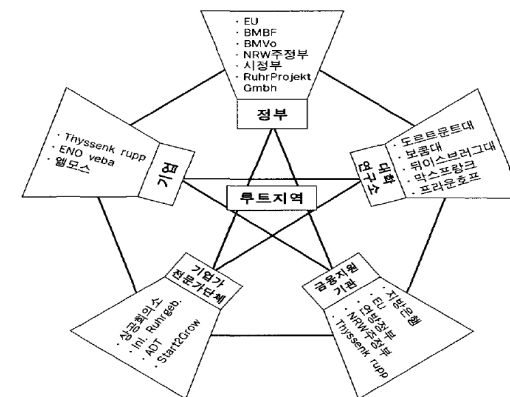 · EU
· BMBF
· BMVo
· NRW주정부
· 시정부
· RuhrProjekt
Gmbh
정부
· Thyssenk rupp
· ENO veba
· 엘모스
기업
대학
연구소
· 도르트문트대
· 보쿰대
· 뒤이스브러그대
· 막스프랑크
· 프라운호프
루트지역
기업가
전문가단체
· 상공회의소
· Inl. Ruhrgeb.
· ADT
· Start2Grow
금융지원
기관
· 지방은행
· EU
· 연방정부
· NRW주정부
· Thyssenk rupp